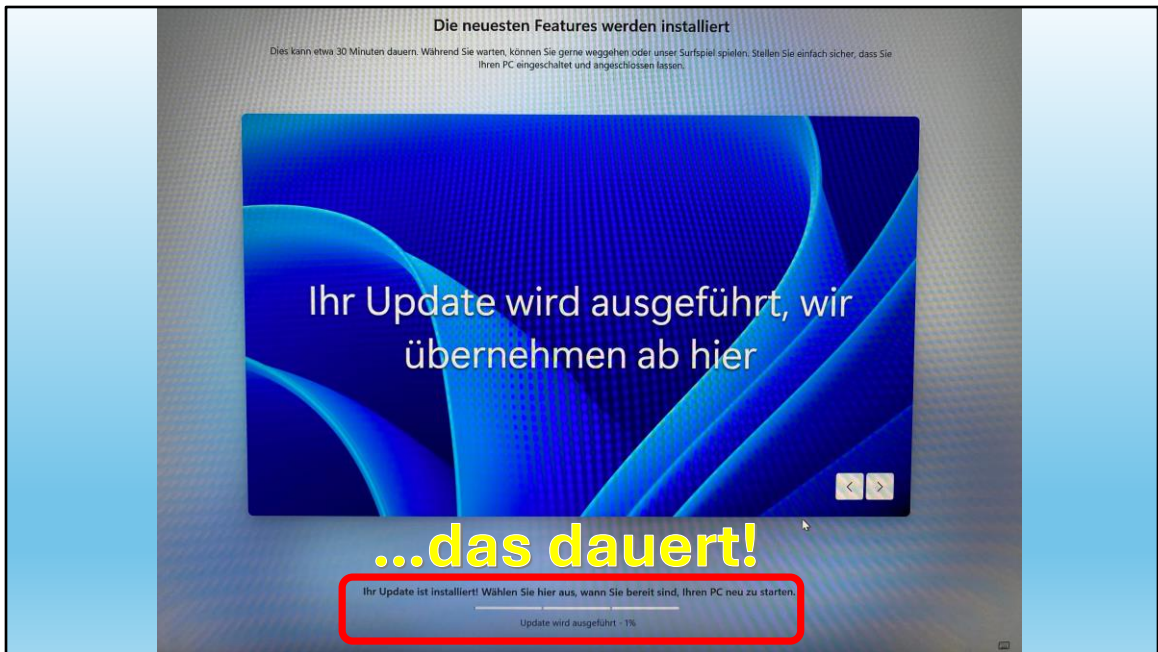 Die neuesten Features werden installiert
Dies kann etwa 30 Minuten dauern. Während Sie warten, können Sie gerne weggehen oder unser Surfspiel spielen. Stellen Sie einfach sicher, dass Sie
Ihren PC eingeschaltet und angeschlossen lassen.
Ihr Update wird ausgeführt, wir
übernehmen ab hier
...das dauert!
Ihr Update ist installiert! Wählen Sie hier aus, wann Sie bereit sind, Ihren PC neu zu starten.
Update wird ausgeführt - 1%